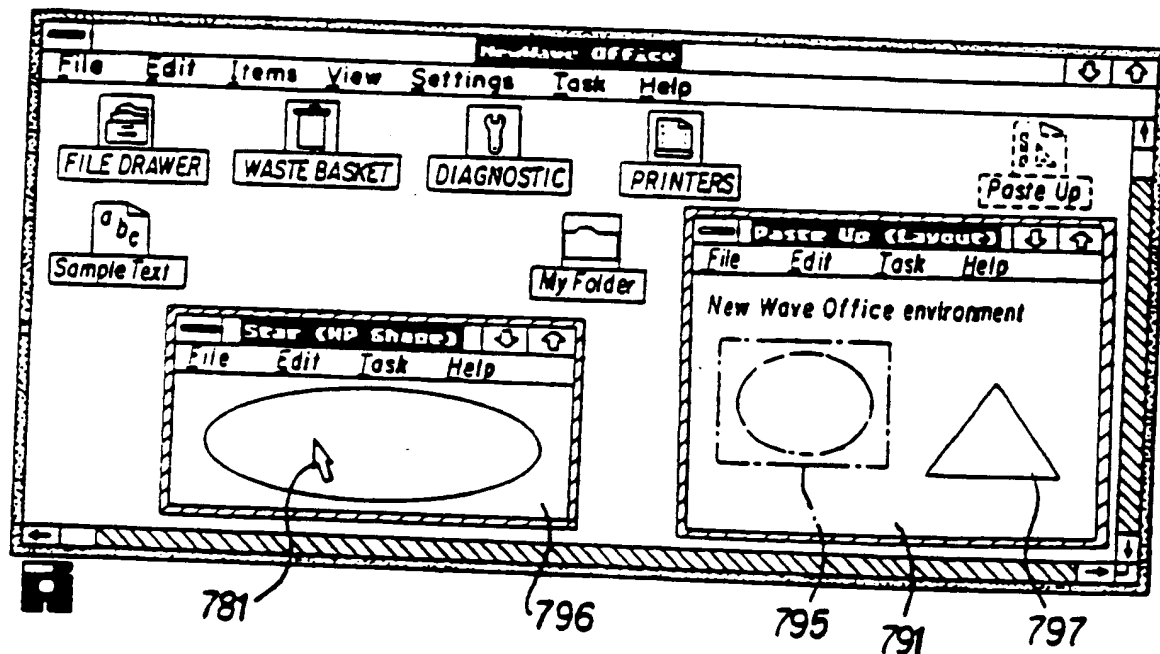 NewWave Office
File Edit Items View Settings Task Help
FILE DRAWER WASTE BASKET DIAGNOSTIC PRINTERS Paste Up
abc
Sample Text My Folder
Paste Up (Layout)
File Edit Task Help
New Wave Office environment
Star (HP Shape)
File Edit Task Help
781 796 795 791 797